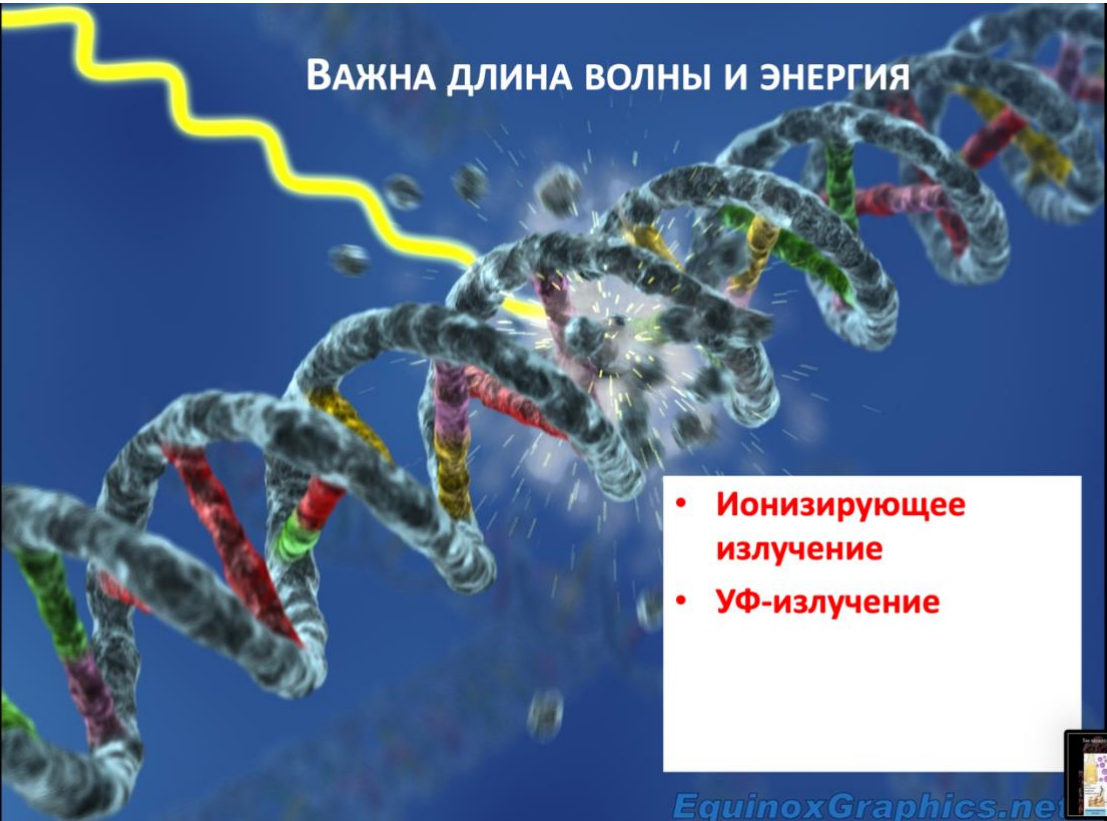 Важна длина волны и энергия
• Ионизирующее
излучение
• УФ-излучение
EquinoxGraphics.net